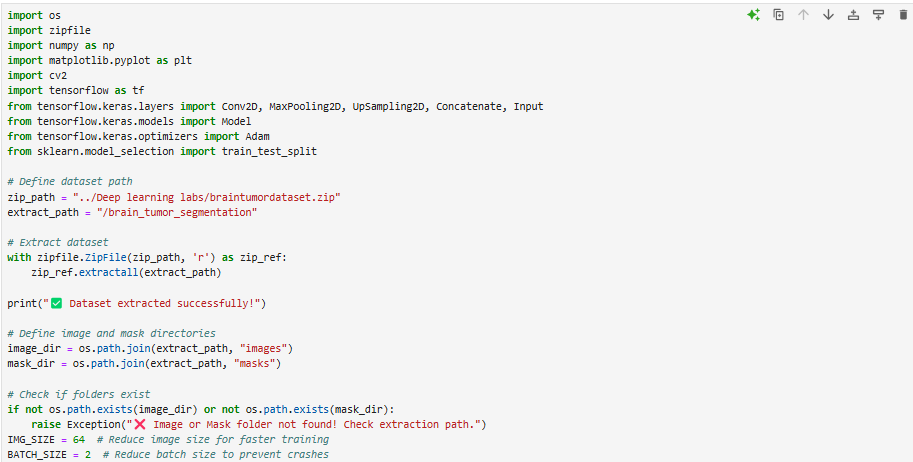 import os
import zipfile
import numpy as np
import matplotlib.pyplot as plt
import cv2
import tensorflow as tf
from tensorflow.keras.layers import Conv2D, MaxPooling2D, UpSampling2D, Concatenate, Input
from tensorflow.keras.models import Model
from tensorflow.keras.optimizers import Adam
from sklearn.model_selection import train_test_split

# Define dataset path
zip_path = "../Deep learning labs/braintumordataset.zip"
extract_path = "/brain_tumor_segmentation"

# Extract dataset
with zipfile.ZipFile(zip_path, 'r') as zip_ref:
    zip_ref.extractall(extract_path)

print("✅ Dataset extracted successfully!")

# Define image and mask directories
image_dir = os.path.join(extract_path, "images")
mask_dir = os.path.join(extract_path, "masks")

# Check if folders exist
if not os.path.exists(image_dir) or not os.path.exists(mask_dir):
    raise Exception("❌ Image or Mask folder not found! Check extraction path.")
IMG_SIZE = 64  # Reduce image size for faster training
BATCH_SIZE = 2  # Reduce batch size to prevent crashes